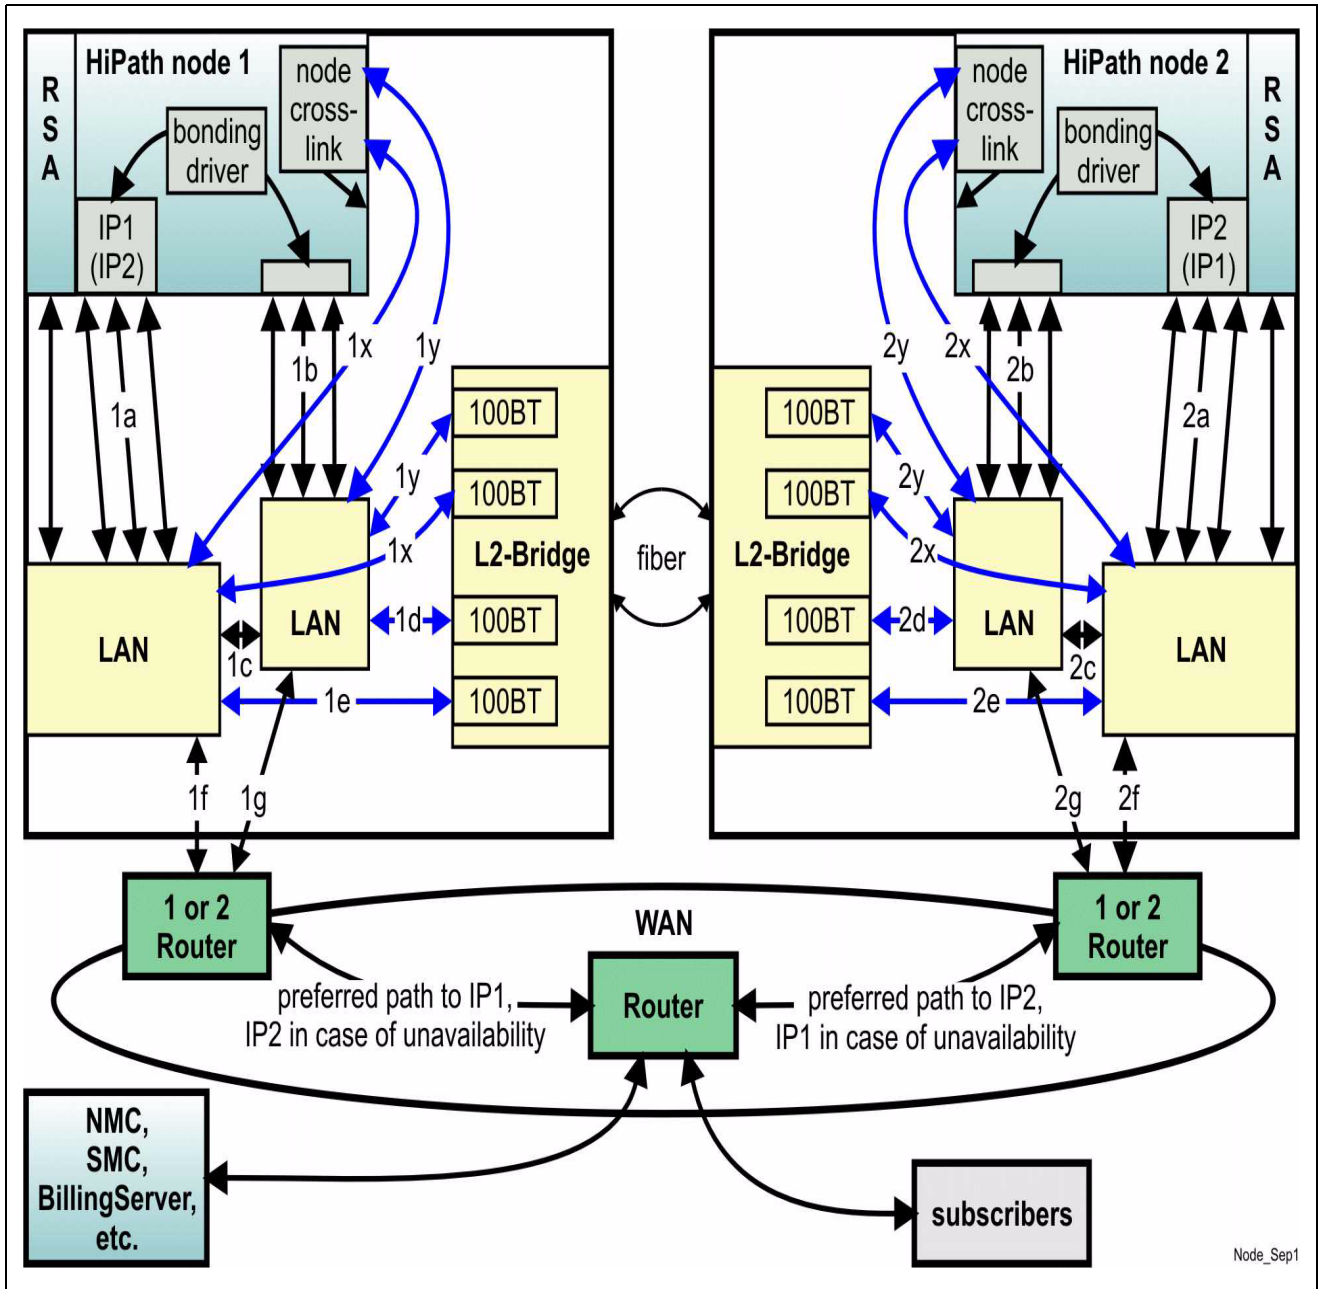 HiPath node 1
R
S
A
node
cross-
link
bonding
driver
IP1
(IP2)
1x
1y
1b
1a
100BT
1y
100BT
1x
L2-Bridge
LAN
1d
100BT
LAN
1c
1e
100BT
1f
1g
fiber
HiPath node 2
R
S
A
node
cross-
link
bonding
driver
IP2
(IP1)
2y
2x
2b
2a
100BT
2y
100BT
2x
L2-Bridge
LAN
2d
100BT
LAN
2c
2e
100BT
2g
2f
1 or 2
Router
WAN
1 or 2
Router
preferred path to IP1,
IP2 in case of unavailability
Router
preferred path to IP2,
IP1 in case of unavailability
NMC,
SMC,
BillingServer,
etc.
subscribers
Node_Sep1